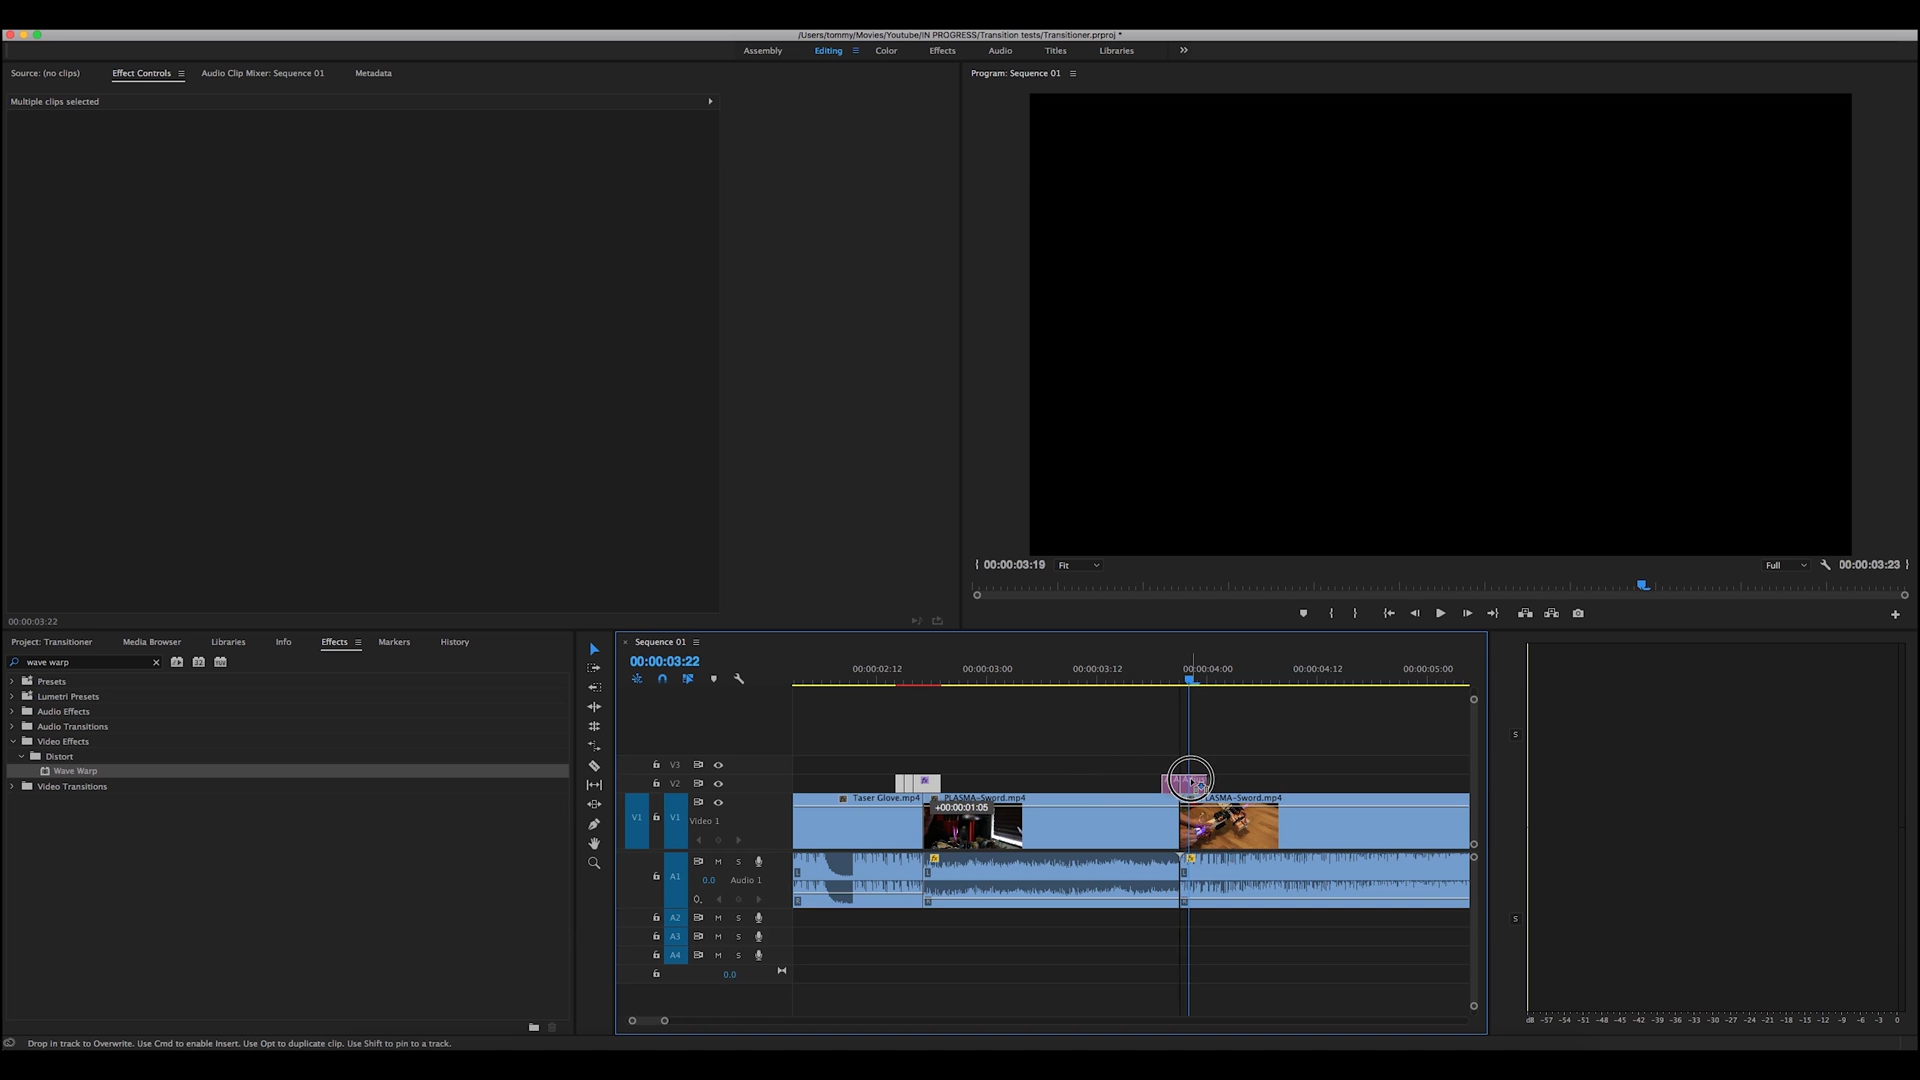 /Users/tommy/Movies/Youtube/IN PROGRESS/Transition tests/Transitioner.prproj *
Assembly Editing Color Effects Audio Titles Libraries
Source: (no clips) Effect Controls Audio Clip Mixer: Sequence 01 Metadata
Program: Sequence 01
Multiple clips selected
00:00:03:19 Fit Full 00:00:03:23
00:00:03:22
Project: Transitioner Media Browser Libraries Info Effects Markers History
wave warp
Presets
Lumetri Presets
Audio Effects
Audio Transitions
Video Effects
Distort
Wave Warp
Video Transitions
Sequence 01
00:00:03:22
00:00:02:12 00:00:03:00 00:00:03:12 00:00:04:00 00:00:04:12 00:00:05:00
V3
V2
V1 V1 Video 1
Taser Glove.mp4 PLASMA-Sword.mp4 LASMA-Sword.mp4
+00:00:01:05
A1 M S
0.0 Audio 1
L L L
R R R
A2 M S
A3 M S
A4 M S
0.0
S
S
dB -57 -54 -51 -48 -45 -42 -39 -36 -33 -30 -27 -24 -21 -18 -15 -12 -9 -6 -3 0
Drop in track to Overwrite. Use Cmd to enable Insert. Use Opt to duplicate clip. Use Shift to pin to a track.